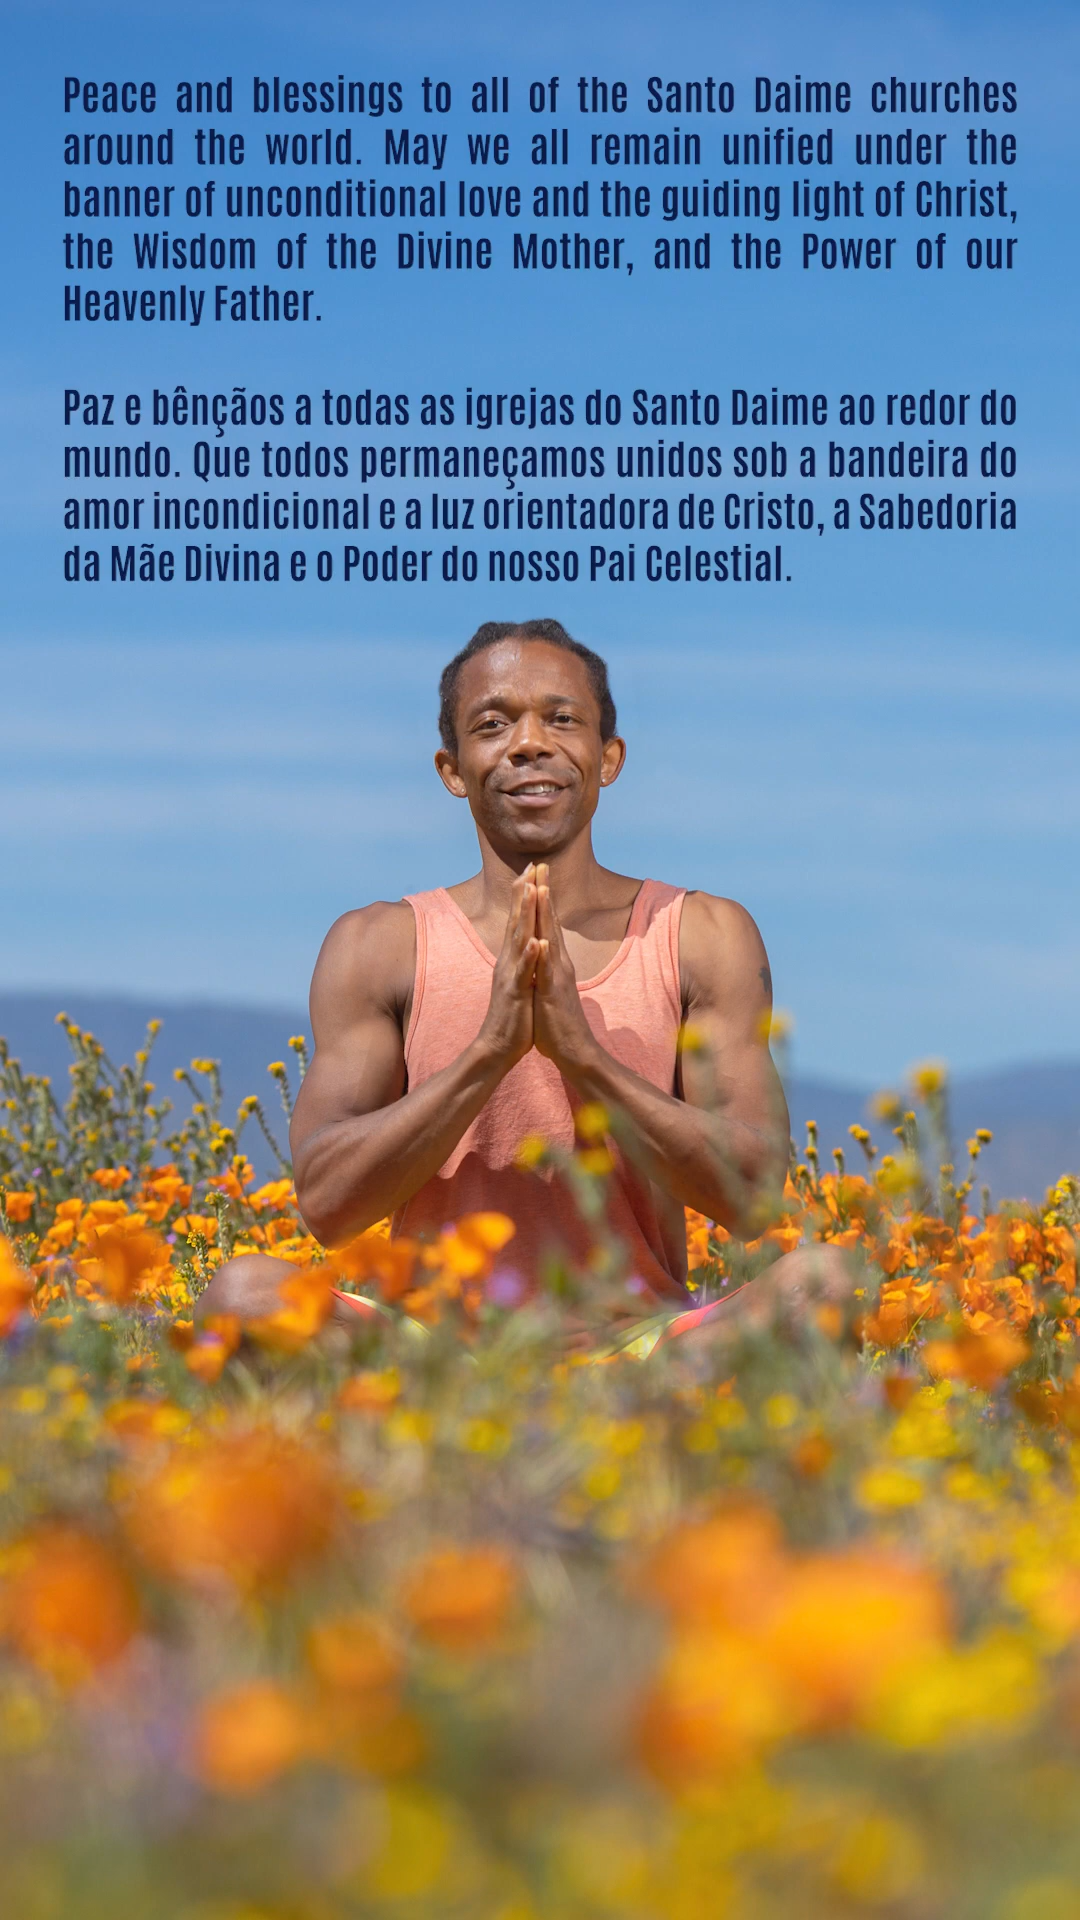 Peace and blessings to all of the Santo Daime churches
around the world. May we all remain unified under the
banner of unconditional love and the guiding light of Christ,
the Wisdom of the Divine Mother, and the Power of our
Heavenly Father.
Paz e bênçãos a todas as igrejas do Santo Daime ao redor do
mundo. Que todos permaneçamos unidos sob a bandeira do
amor incondicional e a luz orientadora de Cristo, a Sabedoria
da Mãe Divina e o Poder do nosso Pai Celestial.